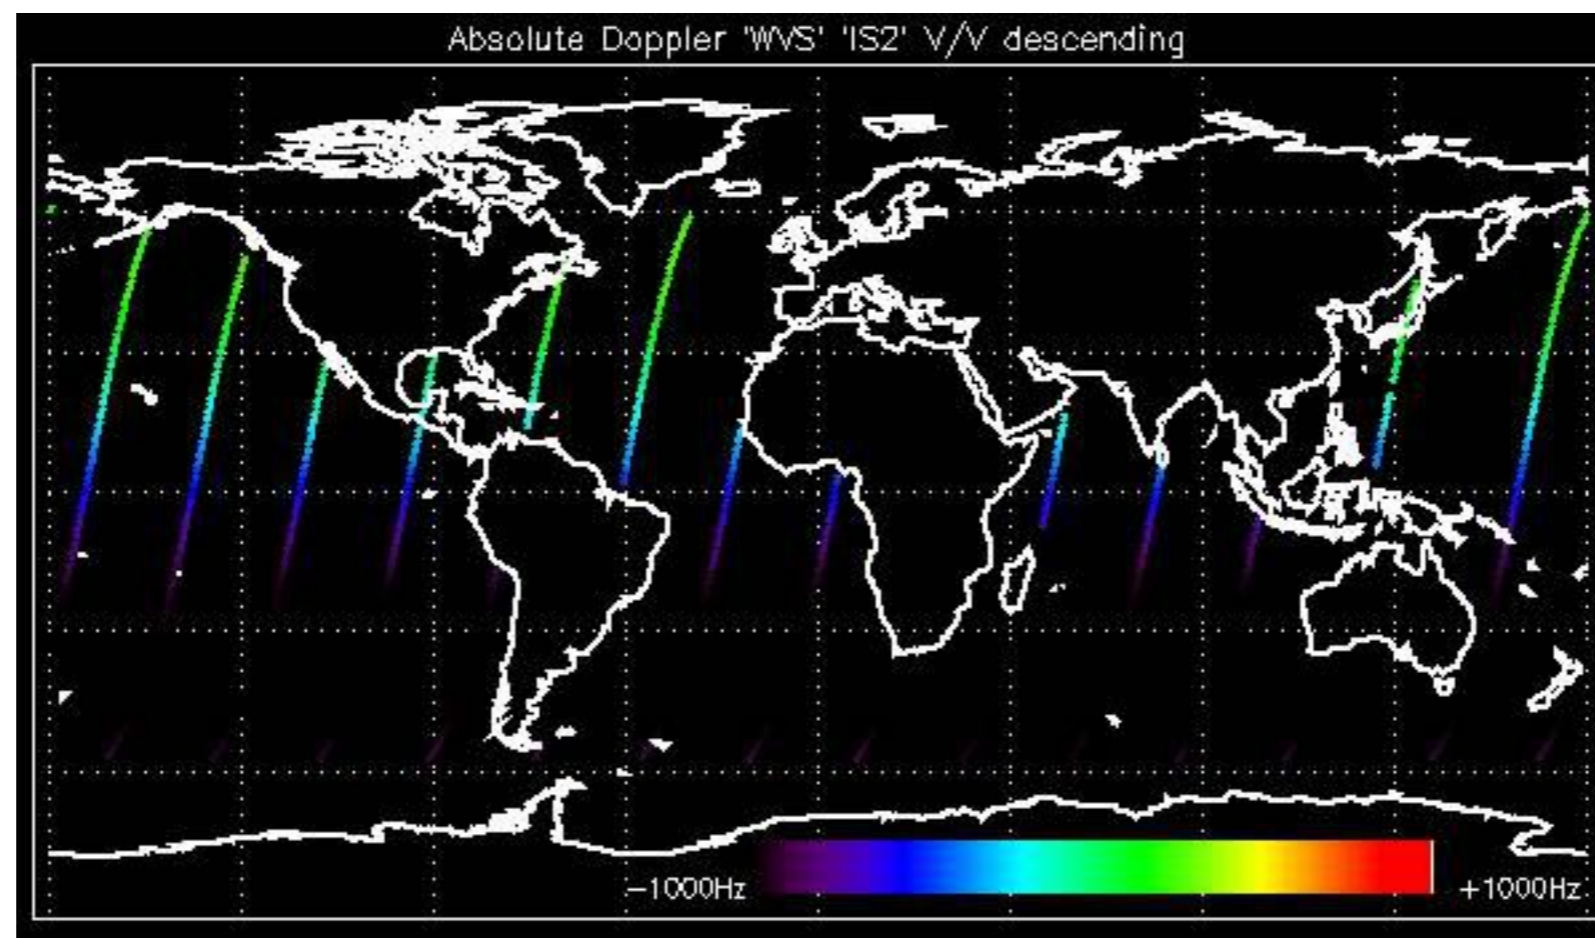 Absolute Doppler 'WVS' 'IS2' V/V descending
−1000Hz
+1000Hz